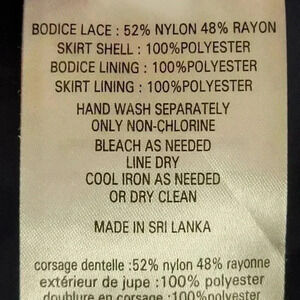 BODICE LACE : 52% NYLON 48% RAYON
SKIRT SHELL : 100%POLYESTER
BODICE LINING : 100%POLYESTER
SKIRT LINING : 100%POLYESTER
HAND WASH SEPARATELY
ONLY NON-CHLORINE
BLEACH AS NEEDED
LINE DRY
COOL IRON AS NEEDED
OR DRY CLEAN
MADE IN SRI LANKA
corsage dentelle :52% nylon 48% rayonne
extérieur de jupe :100% polyester
doublure en corsage :100% polyester